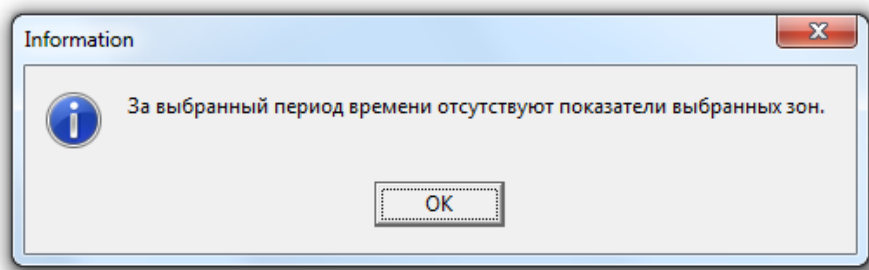 Information
За выбранный период времени отсутствуют показатели выбранных зон.
OK